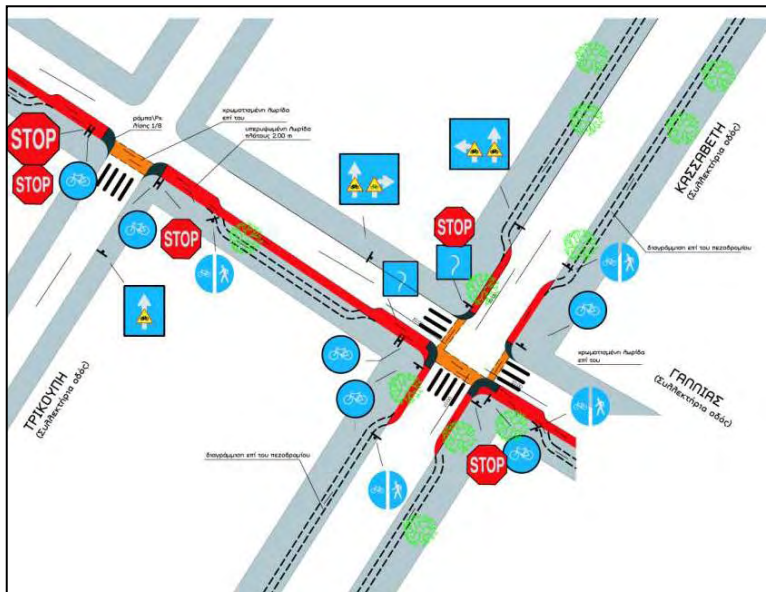 ράμπα
κλίσης 1/8
χρωματισμένη λωρίδα
επί του
υπερυψωμένη λωρίδα
πλάτους 2.00 m
STOP
STOP
STOP
STOP
ΚΑΣΣΑΒΕΤΗ
(Συλλεκτήρια οδός)
διαγράμμιση επί του πεζοδρομίου
χρωματισμένη λωρίδα
επί του
ΓΑΛΛΙΑΣ
(Συλλεκτήρια οδός)
ΤΡΙΚΟΥΠΗ
(Συλλεκτήρια οδός)
διαγράμμιση επί του πεζοδρομίου
STOP